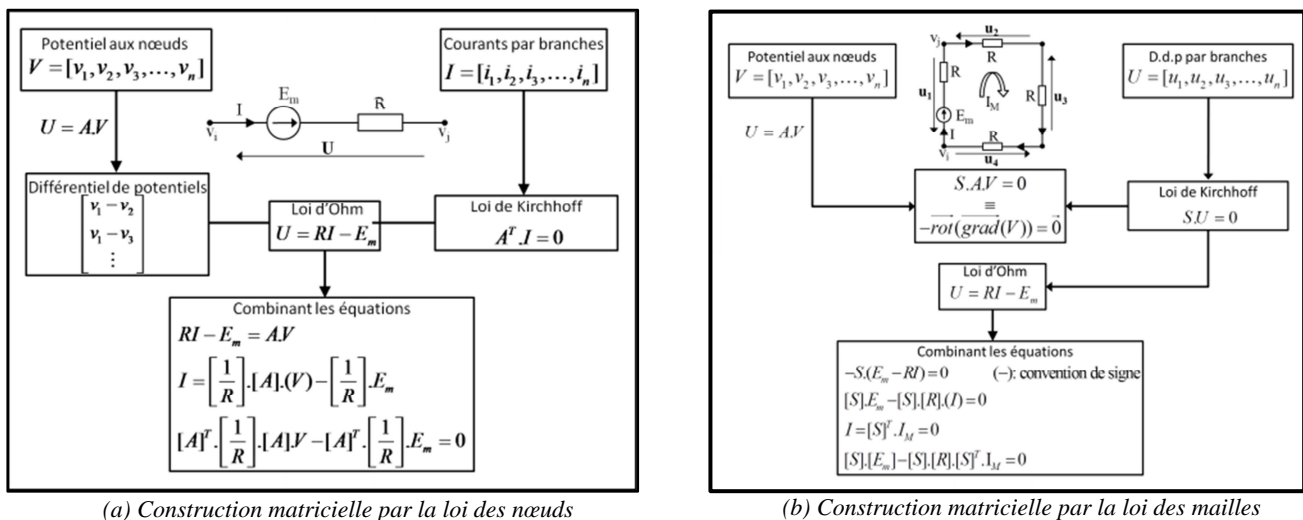 Potentiel aux nœuds
V = [v₁, v₂, v₃, ..., vₙ]
Courants par branches
I = [i₁, i₂, i₃, ..., iₙ]
U = A.V
Eₘ
R
I
vᵢ
vⱼ
U
Différentiel de potentiels
v₁ − v₂
v₁ − v₃
⋮
Loi d'Ohm
U = RI − Eₘ
Loi de Kirchhoff
Aᵀ.I = 0
Combinant les équations
RI − Eₘ = A.V
I = [1/R].[A].(V) − [1/R].Eₘ
[A]ᵀ.[1/R].[A].V − [A]ᵀ.[1/R].Eₘ = 0
(a) Construction matricielle par la loi des nœuds
Potentiel aux nœuds
V = [v₁, v₂, v₃, ..., vₙ]
U = A.V
u₂
vⱼ
R
R
u₁
I_M
R
u₃
Eₘ
I
R
vᵢ
u₄
D.d.p par branches
U = [u₁, u₂, u₃, ..., uₙ]
S.A.V = 0
≡
−rot(grad(V)) = 0
Loi de Kirchhoff
S.U = 0
Loi d'Ohm
U = RI − Eₘ
Combinant les équations
−S.(Eₘ − RI) = 0 (−): convention de signe
[S].Eₘ − [S].[R].(I) = 0
I = [S]ᵀ.I_M = 0
[S].[Eₘ] − [S].[R].[S]ᵀ.I_M = 0
(b) Construction matricielle par la loi des mailles